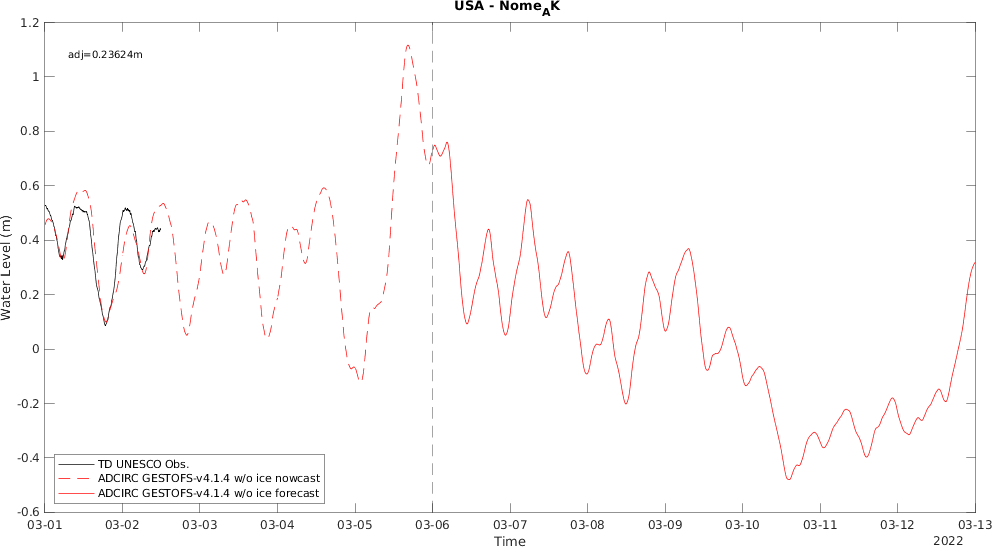 USA - Nome_AK
adj=0.23624m
1.2
1
0.8
0.6
0.4
0.2
0
-0.2
-0.4
-0.6
Water Level (m)
TD UNESCO Obs.
ADCIRC GESTOFS-v4.1.4 w/o ice nowcast
ADCIRC GESTOFS-v4.1.4 w/o ice forecast
03-01 03-02 03-03 03-04 03-05 03-06 03-07 03-08 03-09 03-10 03-11 03-12 03-13
Time
2022